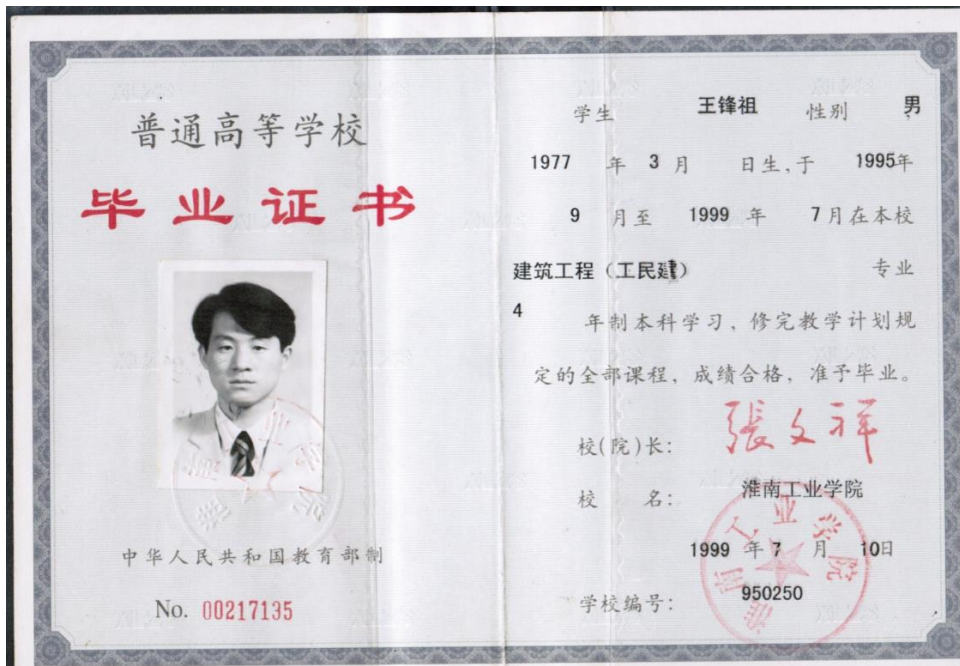 普通高等学校
毕业证书
中华人民共和国教育部制
No. 00217135
学生 王锋祖 性别 男
1977 年 3 月 日生,于 1995年
9 月至 1999 年 7月在本校
建筑工程（工民建） 专业
4 年制本科学习，修完教学计划规
定的全部课程，成绩合格，准予毕业。
校(院)长: 張文祥
校 名: 淮南工业学院
1999 年 7 月 10日
学校编号: 950250
淮南工业学院